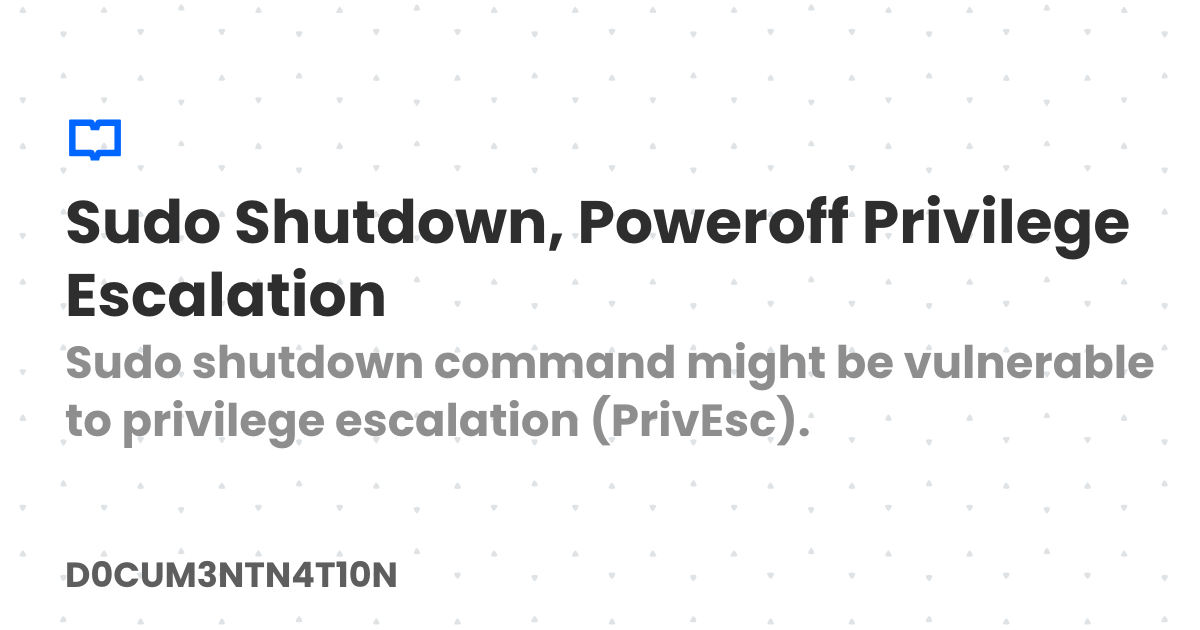 Sudo Shutdown, Poweroff Privilege
Escalation
Sudo shutdown command might be vulnerable
to privilege escalation (PrivEsc).
D0CUM3NTN4T10N